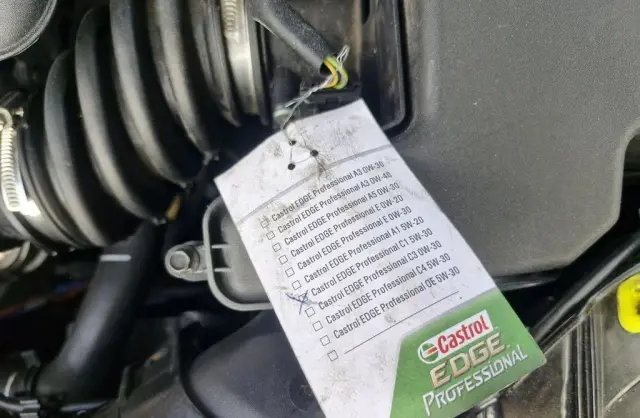 Castrol EDGE Professional A3 0W-30
Castrol EDGE Professional A3 0W-40
Castrol EDGE Professional A5 0W-30
Castrol EDGE Professional E 0W-20
Castrol EDGE Professional E 0W-30
Castrol EDGE Professional A1 5W-20
Castrol EDGE Professional C1 5W-30
Castrol EDGE Professional C3 0W-30
Castrol EDGE Professional C4 5W-30
Castrol EDGE Professional OE 5W-30
Castrol
EDGE
PROFESSIONAL